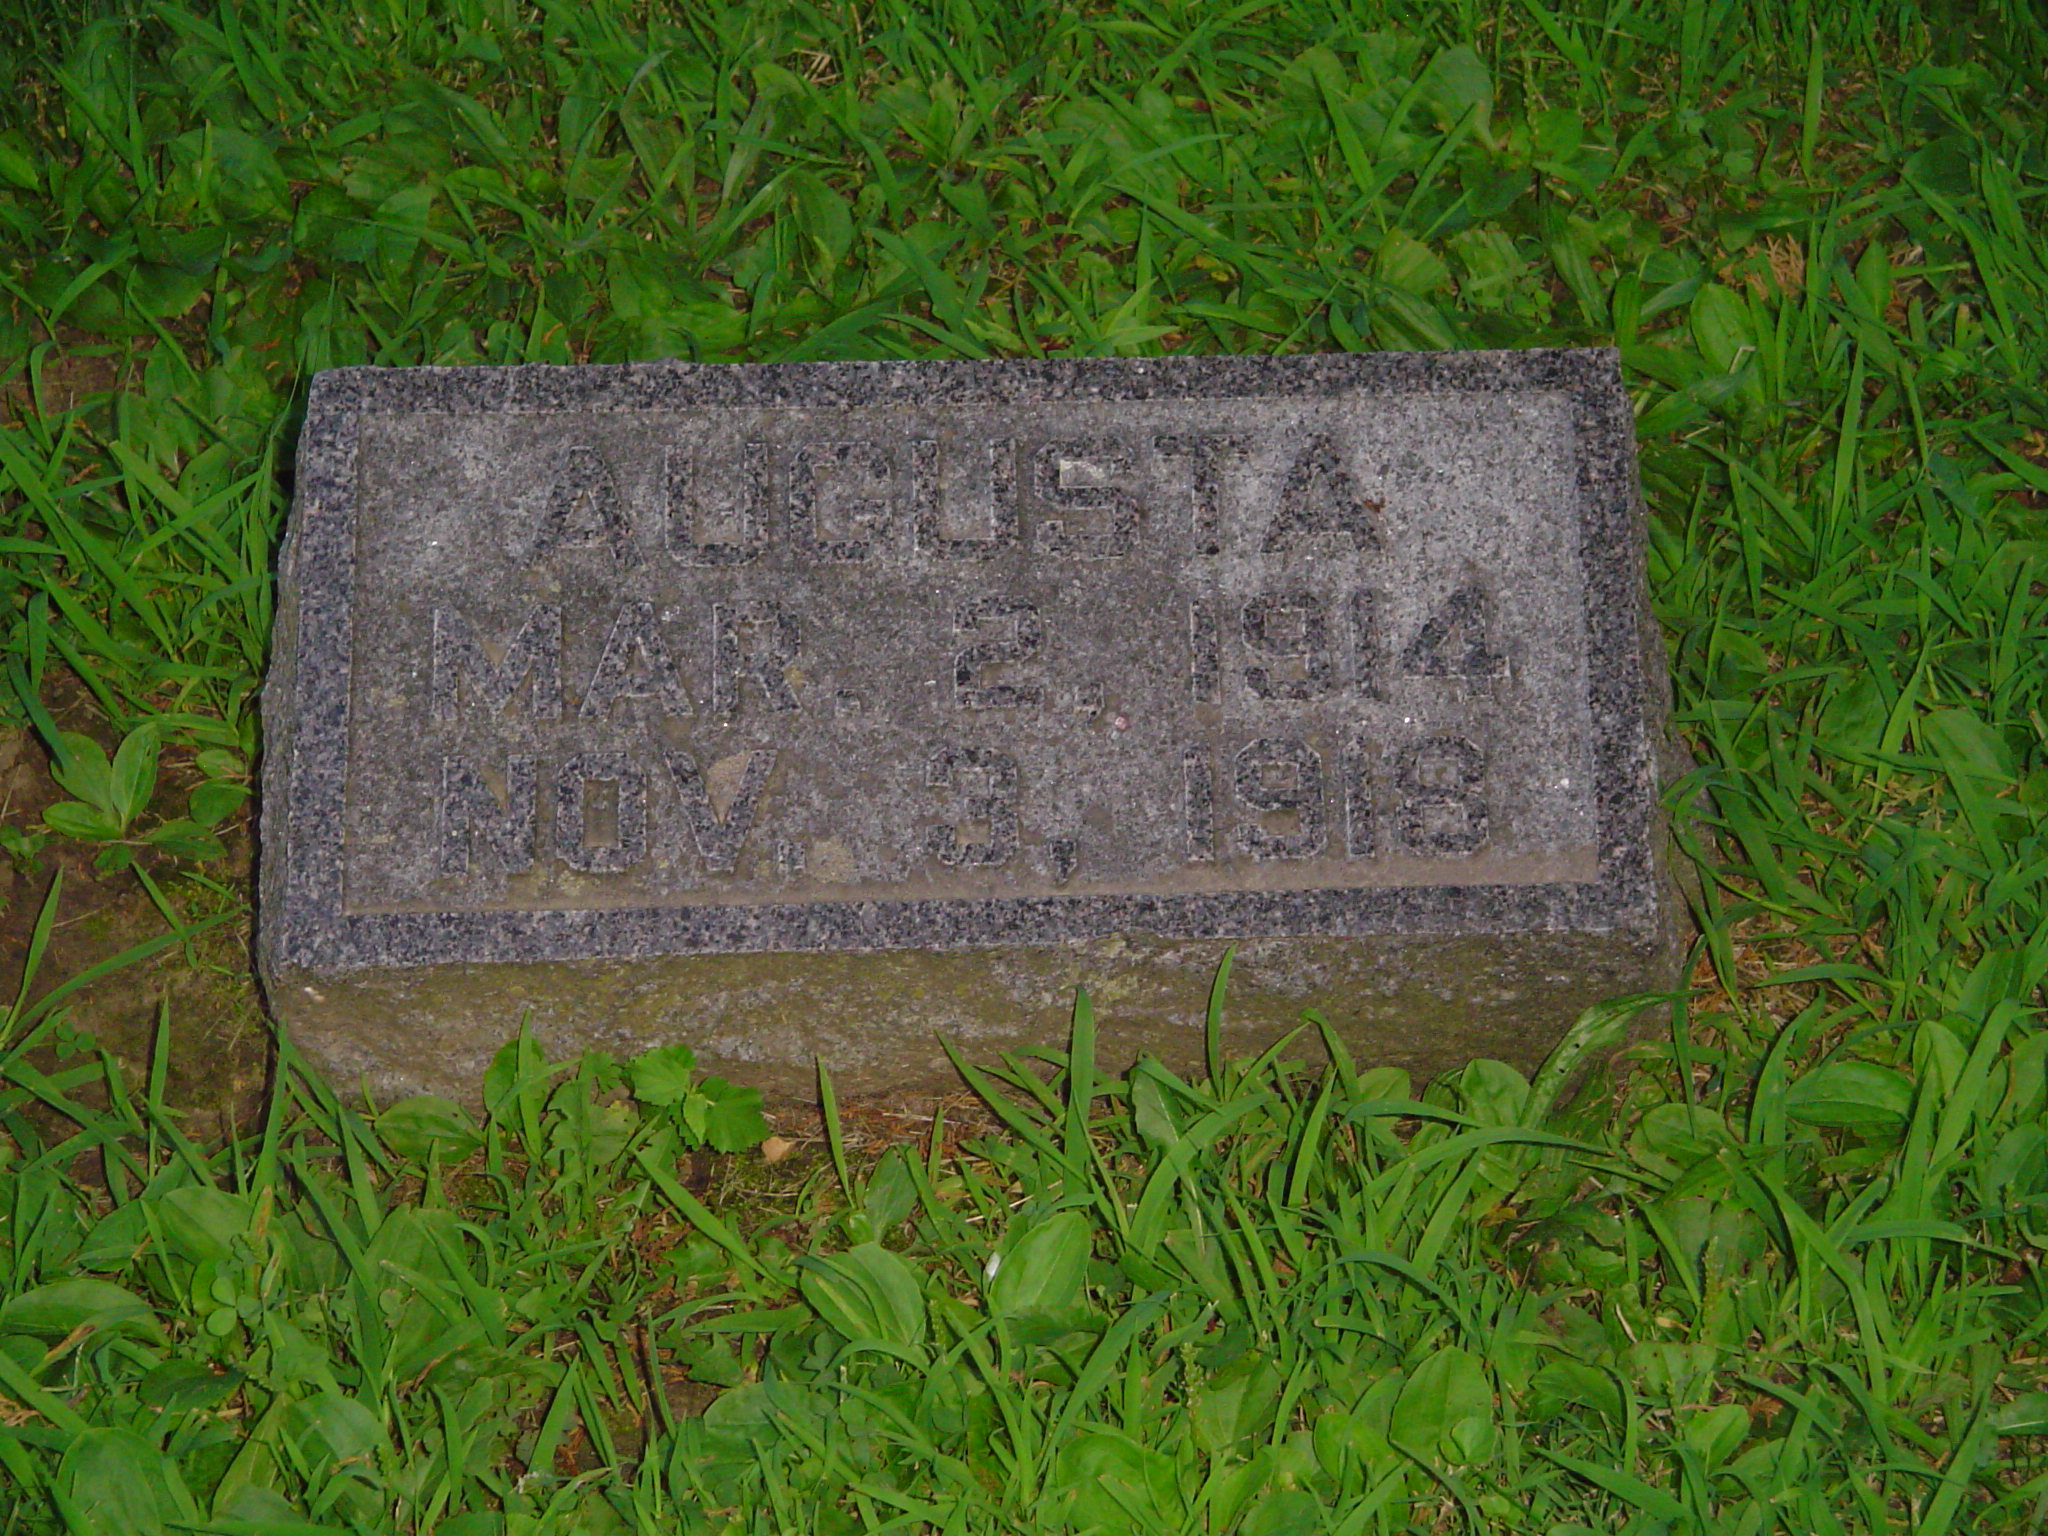 AUGUSTA
MAR. 2, 1914
NOV. 3, 1918